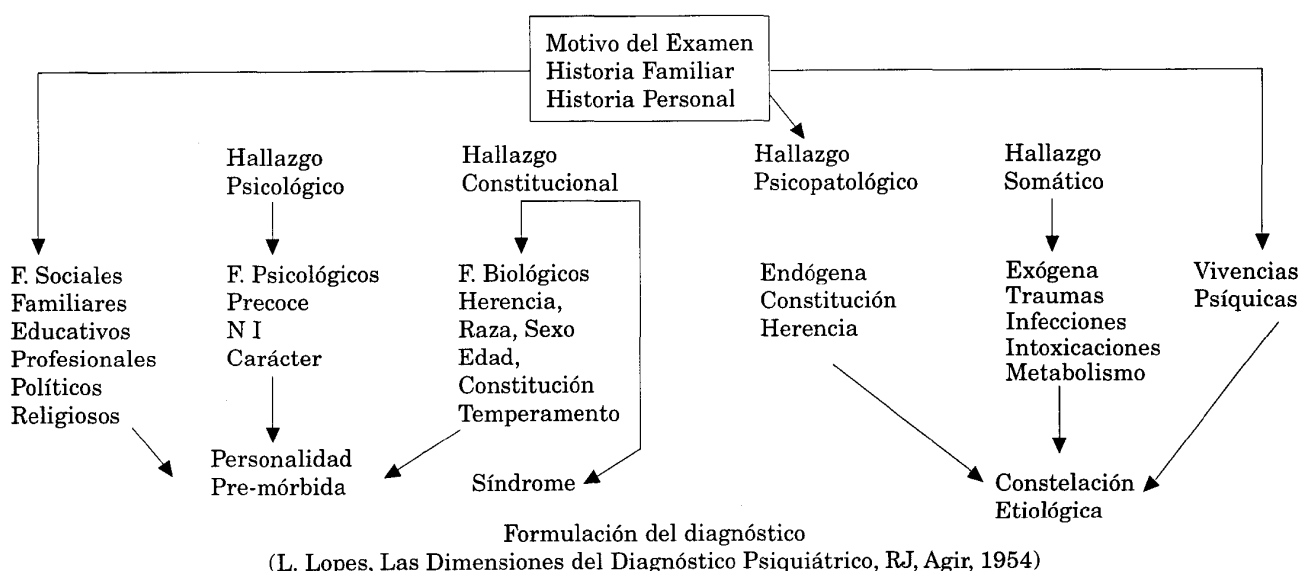 Motivo del Examen
Historia Familiar
Historia Personal
Hallazgo
Psicológico
Hallazgo
Constitucional
Hallazgo
Psicopatológico
Hallazgo
Somático
F. Sociales
Familiares
Educativos
Profesionales
Políticos
Religiosos
F. Psicológicos
Precoce
N I
Carácter
F. Biológicos
Herencia,
Raza, Sexo
Edad,
Constitución
Temperamento
Endógena
Constitución
Herencia
Exógena
Traumas
Infecciones
Intoxicaciones
Metabolismo
Vivencias
Psíquicas
Personalidad
Pre-mórbida
Síndrome
Constelación
Etiológica
Formulación del diagnóstico
(L. Lopes, Las Dimensiones del Diagnóstico Psiquiátrico, RJ, Agir, 1954)